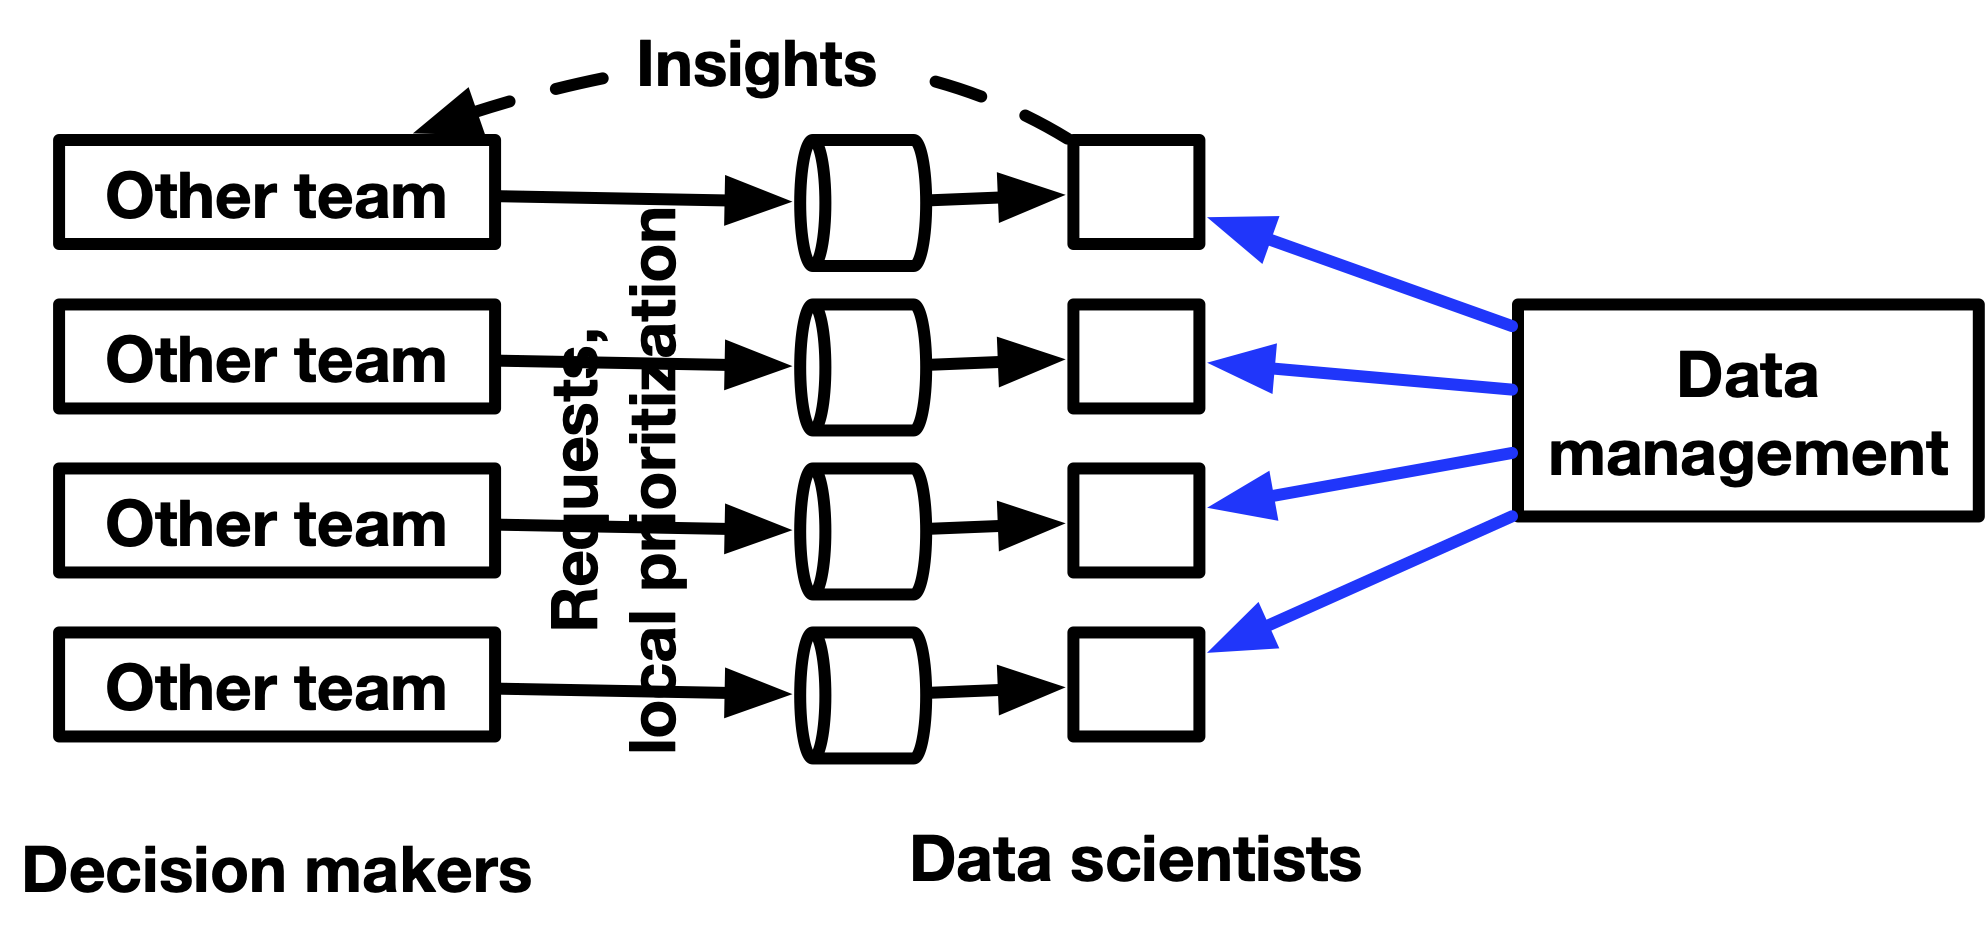 Insights
Other team
Other team
Other team
Other team
Requests,
local prioritization
Data
management
Decision makers
Data scientists